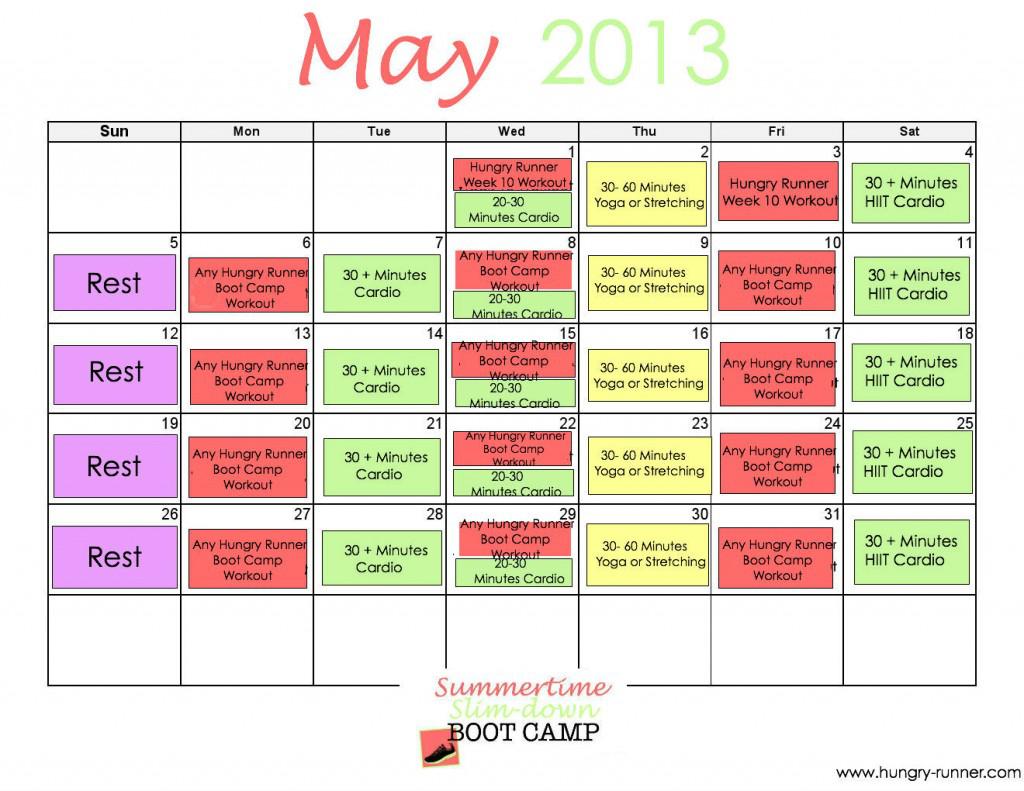 May 2013
Sun Mon Tue Wed Thu Fri Sat
1
Hungry Runner
Week 10 Workout
20-30
Minutes Cardio
2
30- 60 Minutes
Yoga or Stretching
3
Hungry Runner
Week 10 Workout
4
30 + Minutes
HIIT Cardio
5
Rest
6
Any Hungry Runner
Boot Camp
Workout
7
30 + Minutes
Cardio
8
Any Hungry Runner
Boot Camp
Workout
20-30
Minutes Cardio
9
30- 60 Minutes
Yoga or Stretching
10
Any Hungry Runner
Boot Camp
Workout
11
30 + Minutes
HIIT Cardio
12
Rest
13
Any Hungry Runner
Boot Camp
Workout
14
30 + Minutes
Cardio
15
Any Hungry Runner
Boot Camp
Workout
20-30
Minutes Cardio
16
30- 60 Minutes
Yoga or Stretching
17
Any Hungry Runner
Boot Camp
Workout
18
30 + Minutes
HIIT Cardio
19
Rest
20
Any Hungry Runner
Boot Camp
Workout
21
30 + Minutes
Cardio
22
Any Hungry Runner
Boot Camp
Workout
20-30
Minutes Cardio
23
30- 60 Minutes
Yoga or Stretching
24
Any Hungry Runner
Boot Camp
Workout
25
30 + Minutes
HIIT Cardio
26
Rest
27
Any Hungry Runner
Boot Camp
Workout
28
30 + Minutes
Cardio
29
Any Hungry Runner
Boot Camp
Workout
20-30
Minutes Cardio
30
30- 60 Minutes
Yoga or Stretching
31
Any Hungry Runner
Boot Camp
Workout
30 + Minutes
HIIT Cardio
Summertime
Slim-down
BOOT CAMP
www.hungry-runner.com